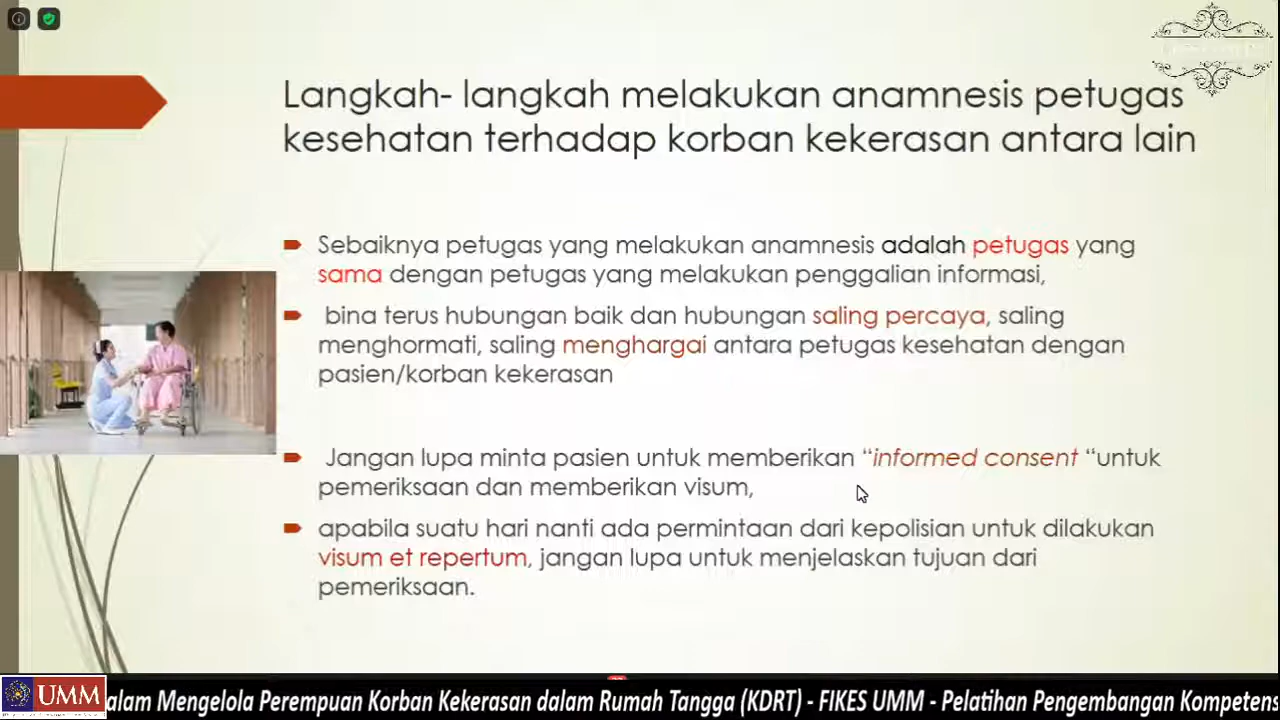 Langkah- langkah melakukan anamnesis petugas
kesehatan terhadap korban kekerasan antara lain
Sebaiknya petugas yang melakukan anamnesis adalah petugas yang
sama dengan petugas yang melakukan penggalian informasi,
bina terus hubungan baik dan hubungan saling percaya, saling
menghormati, saling menghargai antara petugas kesehatan dengan
pasien/korban kekerasan
Jangan lupa minta pasien untuk memberikan “informed consent “untuk
pemeriksaan dan memberikan visum,
apabila suatu hari nanti ada permintaan dari kepolisian untuk dilakukan
visum et repertum, jangan lupa untuk menjelaskan tujuan dari
pemeriksaan.
UMM
alam Mengelola Perempuan Korban Kekerasan dalam Rumah Tangga (KDRT) - FIKES UMM - Pelatihan Pengembangan Kompetens